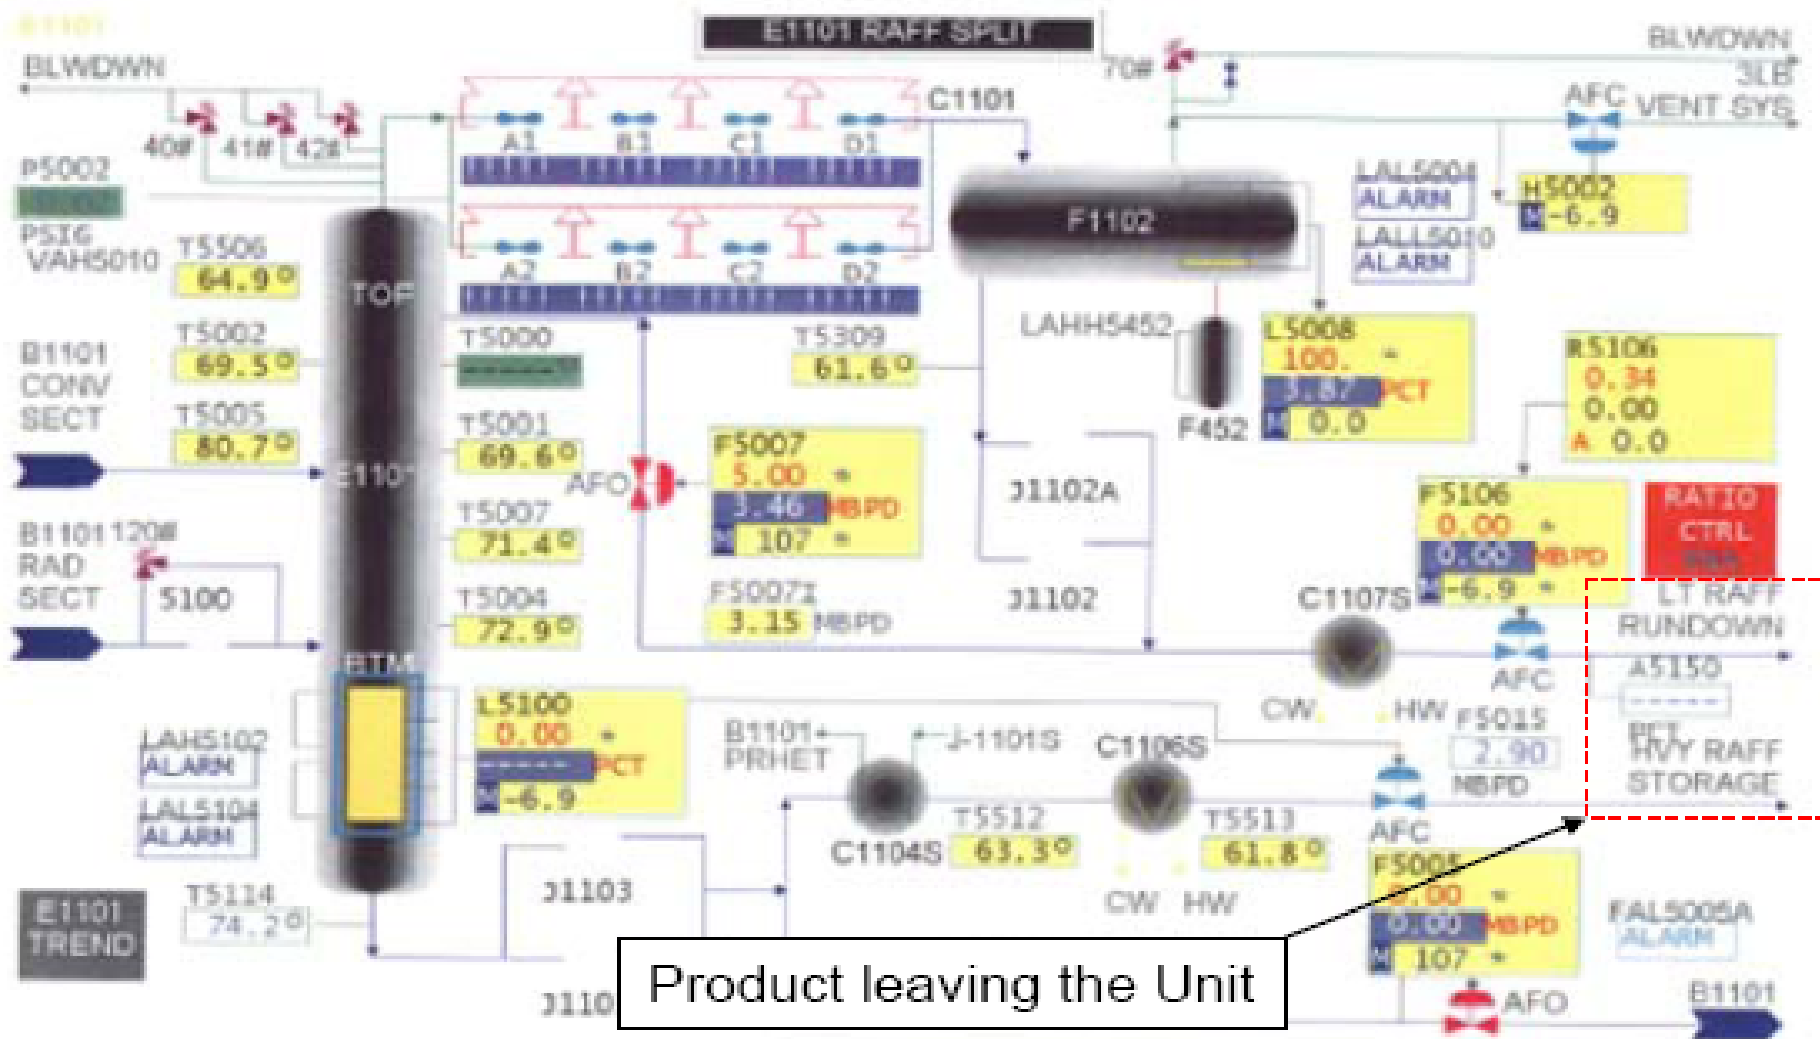 E1101
E1101 RAFF SPLIT
BLWDWN
BLWDWN
3LB
VENT SYS
70#
AFC
C1101
40#
41#
42#
A1
B1
C1
D1
P5002
PSIG
VAH5010
A2
B2
C2
D2
F1102
LAL5004
ALARM
LALL5010
ALARM
H5002
M -6.9
T5506
64.9°
TOP
T5002
69.5°
T5000
T5309
61.6°
LAHH5452
F452
L5008
100.
3.87 PCT
M 0.0
R5106
0.34
0.00
A 0.0
B1101
CONV
SECT
T5005
80.7°
E1101
T5001
69.6°
AFO
F5007
5.00
3.46 MBPD
M 107
J1102A
F5106
0.00
0.00 MBPD
M -6.9
RATIO
CTRL
B1101
RAD
SECT
120#
5100
T5007
71.4°
T5004
72.9°
F5007I
3.15 MBPD
J1102
C1107S
LT RAFF
RUNDOWN
AFC
A5150
-----
PCT
CW
HW
BTM
L5100
0.00
----- PCT
M -6.9
LAH5102
ALARM
LAL5104
ALARM
B1101
PRHET
J-1101S
C1104S
C1106S
T5512
63.3°
T5513
61.8°
CW HW
F5015
2.90
MBPD
AFC
HVY RAFF
STORAGE
E1101
TREND
T5114
74.2°
J1103
J110
F5005
0.00
0.00 MBPD
M 107
FAL5005A
ALARM
AFO
B1101
Product leaving the Unit